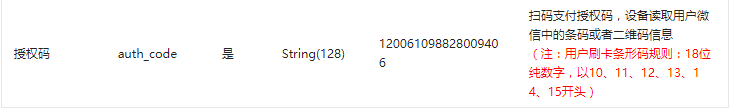 扫码支付授权码，设备读取用户微
信中的条码或者二维码信息
授权码 auth_code 是 String(128) 12006109882800940
6
（注：用户刷卡条形码规则：18位
纯数字，以10、11、12、13、1
4、15开头）